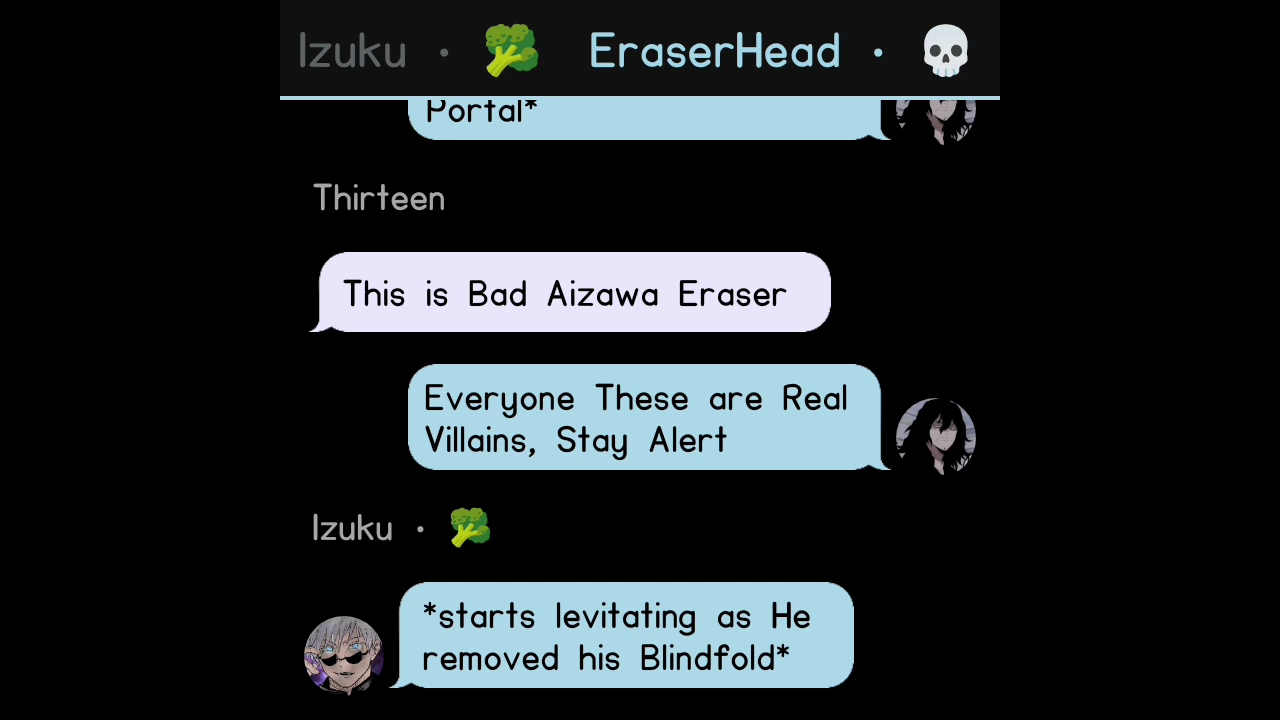 Izuku • 🥦 EraserHead • 💀
Portal*
Thirteen
This is Bad Aizawa Eraser
Everyone These are Real
Villains, Stay Alert
Izuku • 🥦
*starts levitating as He
removed his Blindfold*